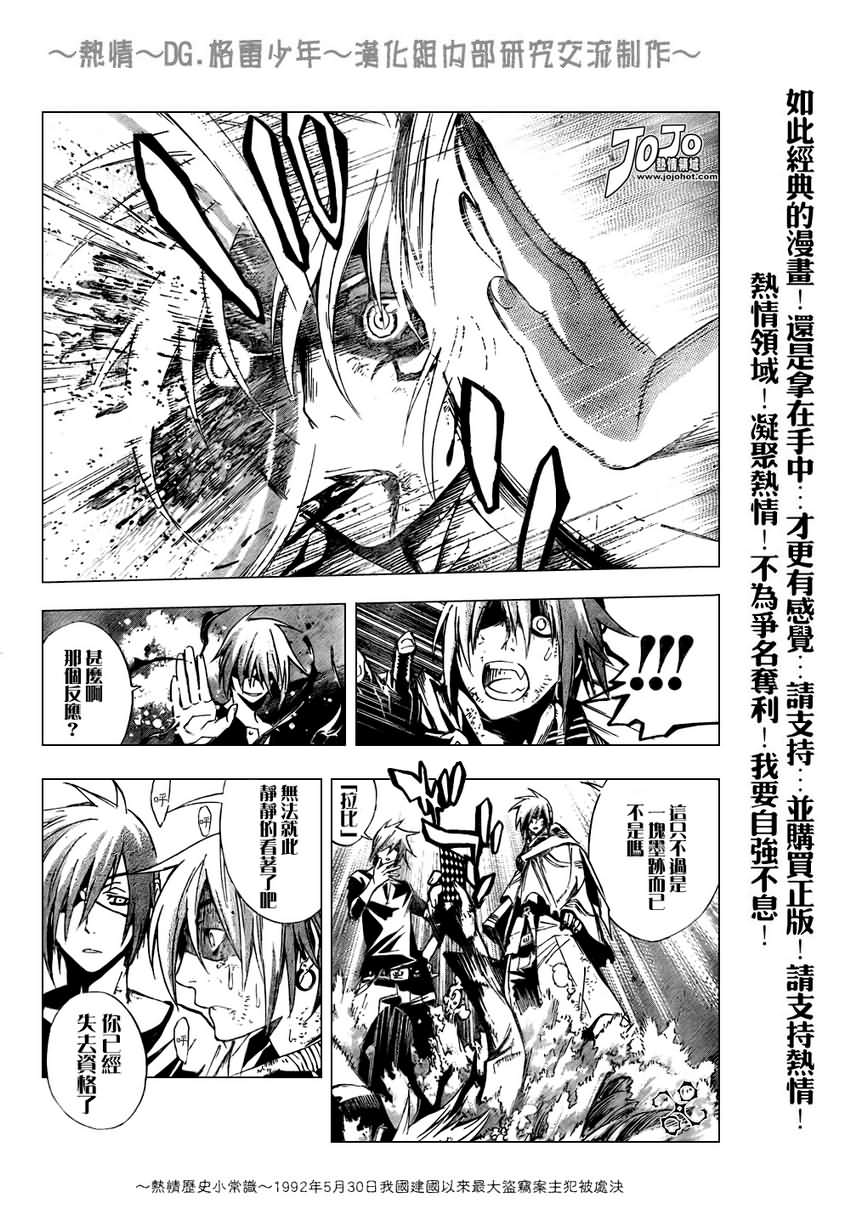 ～熱情～DG.格雷少年～漢化組內部研究交流制作～
如此經典的漫畫！還是拿在手中…才更有感覺…請支持…並購買正版！請支持熱情！
熱情領域！凝聚熱情！不為爭名奪利！我要自強不息！
JOJO
熱情領域
www.jojohot.com
!!!
甚麼啊
那個反應？
這只不過是
一塊墨跡而已
不是嗎
「拉比」
無法就此
靜靜的看著了吧
呼
呼
呼
你已經
失去資格了
～熱情歷史小常識～1992年5月30日我國建國以來最大盜竊案主犯被處決